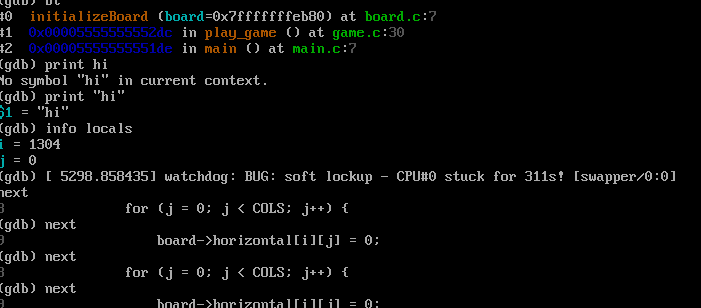 (gdb) bt
#0 initializeBoard (board=0x7fffffffeb80) at board.c:7
#1 0x00005555555552dc in play_game () at game.c:30
#2 0x00005555555551de in main () at main.c:7
(gdb) print hi
No symbol "hi" in current context.
(gdb) print "hi"
$1 = "hi"
(gdb) info locals
i = 1304
j = 0
(gdb) [ 5298.858435] watchdog: BUG: soft lockup - CPU#0 stuck for 311s! [swapper/0:0]
next
8 for (j = 0; j < COLS; j++) {
(gdb) next
9 board->horizontal[i][j] = 0;
(gdb) next
8 for (j = 0; j < COLS; j++) {
(gdb) next
9 board->horizontal[i][j] = 0;